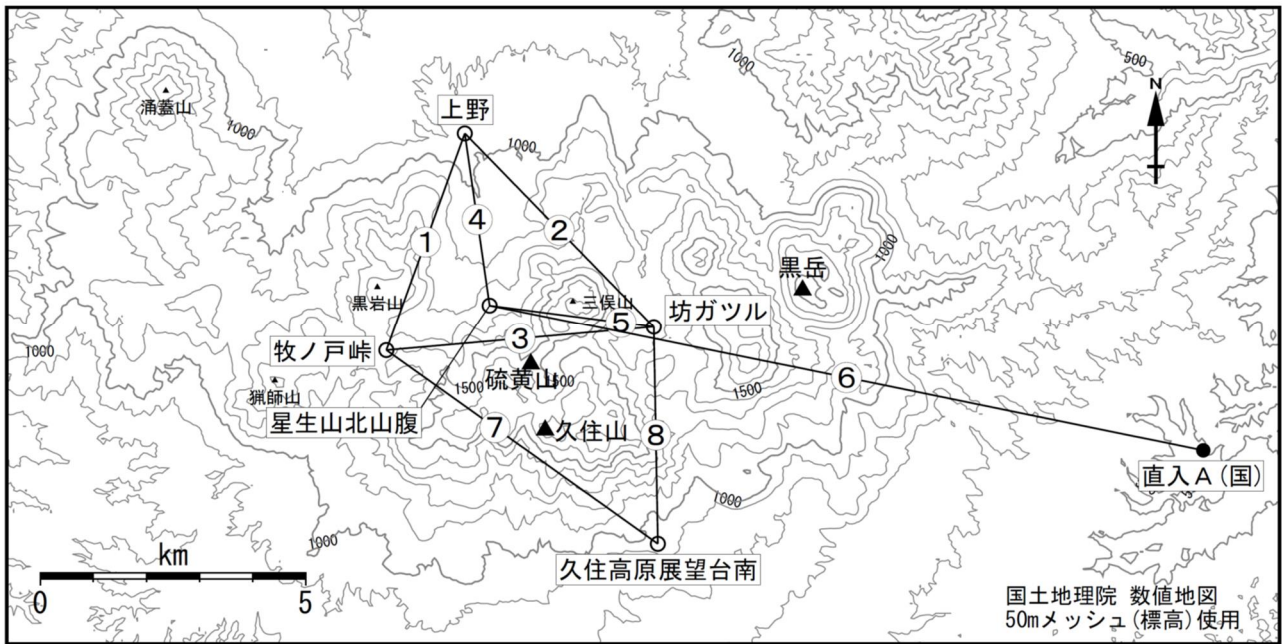 500
1000
N
涌蓋山
上野
1000
1000
4
2
1
1000
黒岳
黒岩山
三俣山
坊ガツル
5
3
牧ノ戸峠
1000
6
硫黄山
1500
1500
1500
猟師山
星生山北山腹
7
久住山
8
直入A(国)
1000
1000
久住高原展望台南
km
0
5
国土地理院 数値地図
50mメッシュ(標高)使用